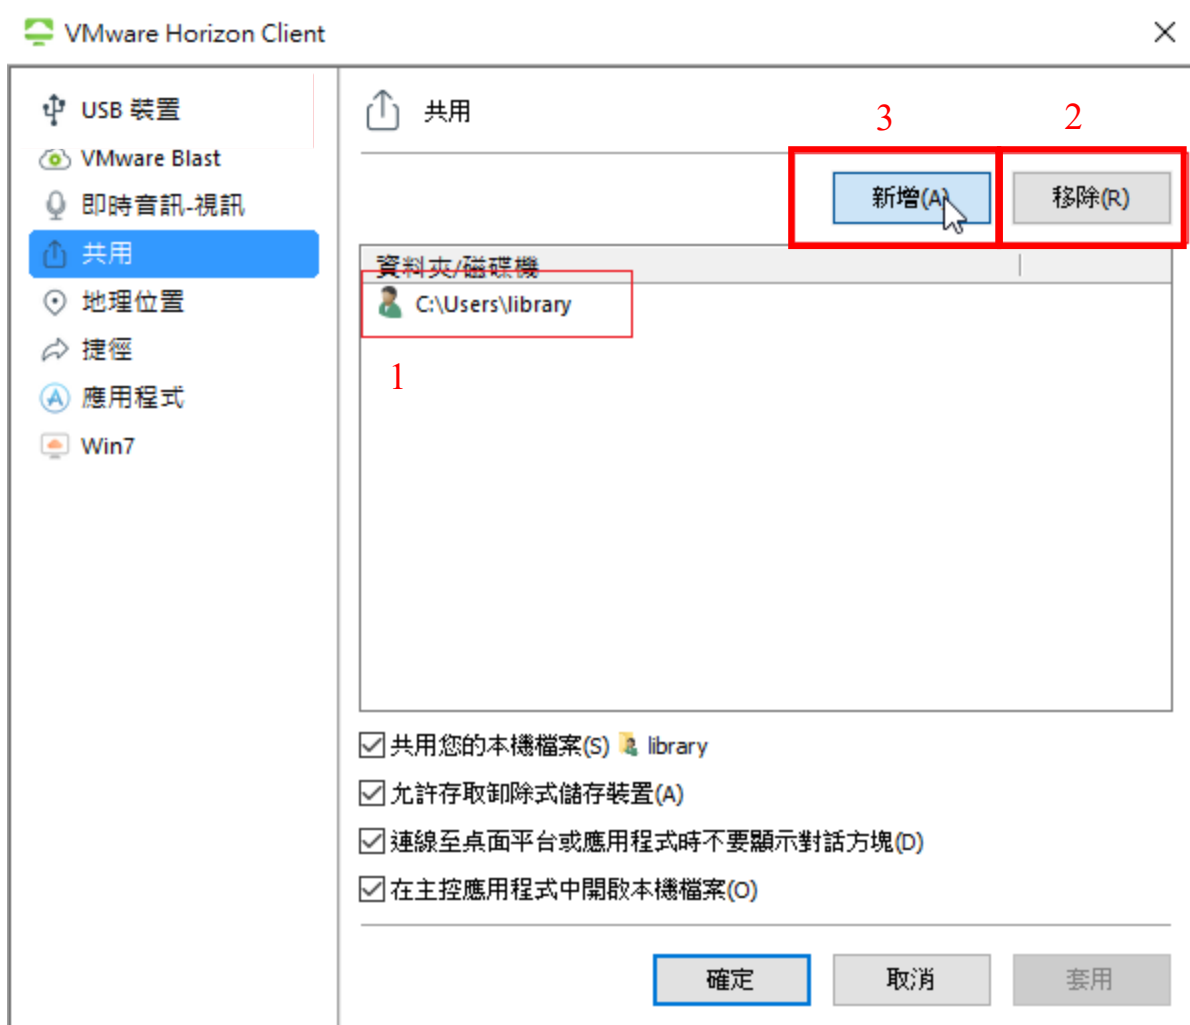 VMware Horizon Client
USB 裝置
VMware Blast
即時音訊-視訊
共用
地理位置
捷徑
應用程式
Win7
共用
3
2
新增(A)
移除(R)
資料夾/磁碟機
C:\Users\library
1
共用您的本機檔案(S) library
允許存取卸除式儲存裝置(A)
連線至桌面平台或應用程式時不要顯示對話方塊(D)
在主控應用程式中開啟本機檔案(O)
確定
取消
套用